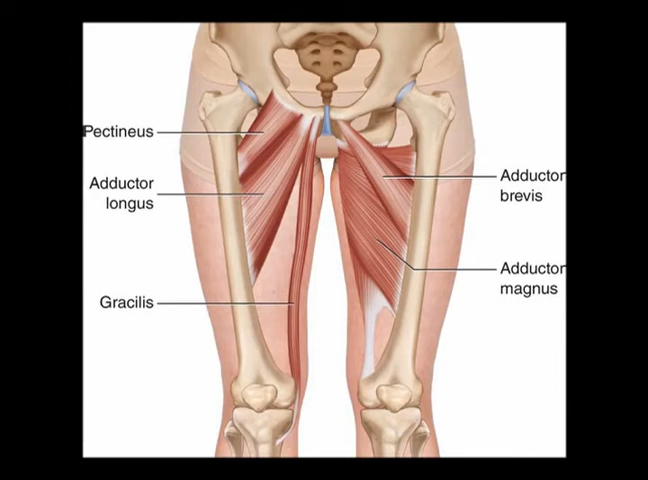 Pectineus
Adductor
longus
Gracilis
Adductor
brevis
Adductor
magnus